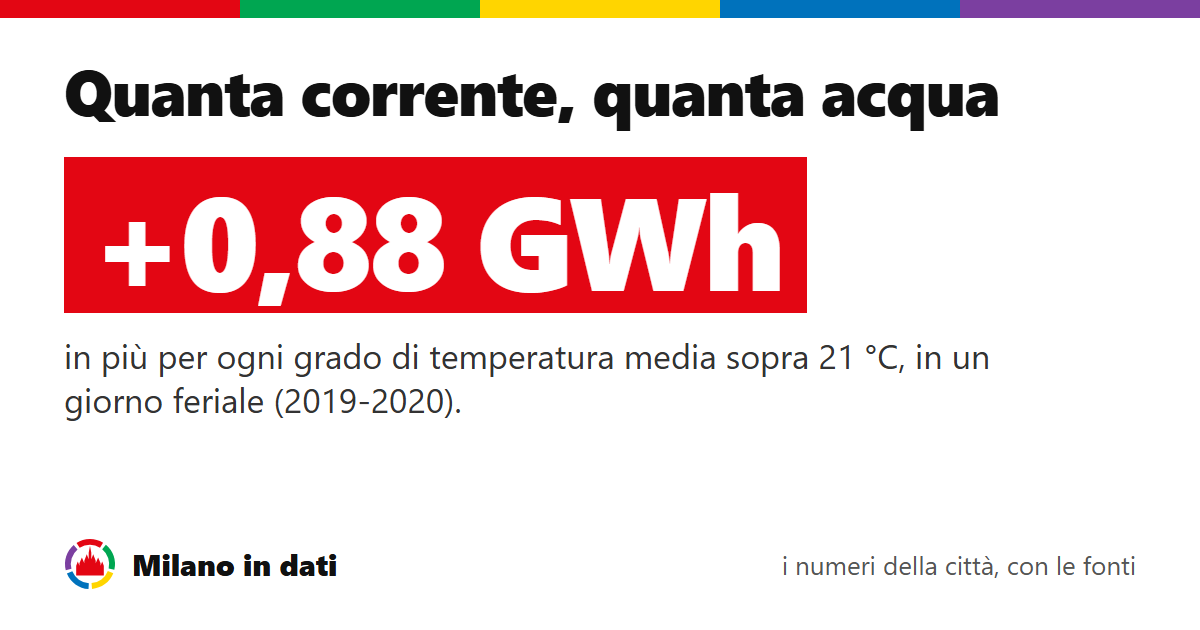 Quanta corrente, quanta acqua
+0,88 GWh
in più per ogni grado di temperatura media sopra 21 °C, in un
giorno feriale (2019-2020).
Milano in dati
i numeri della città, con le fonti